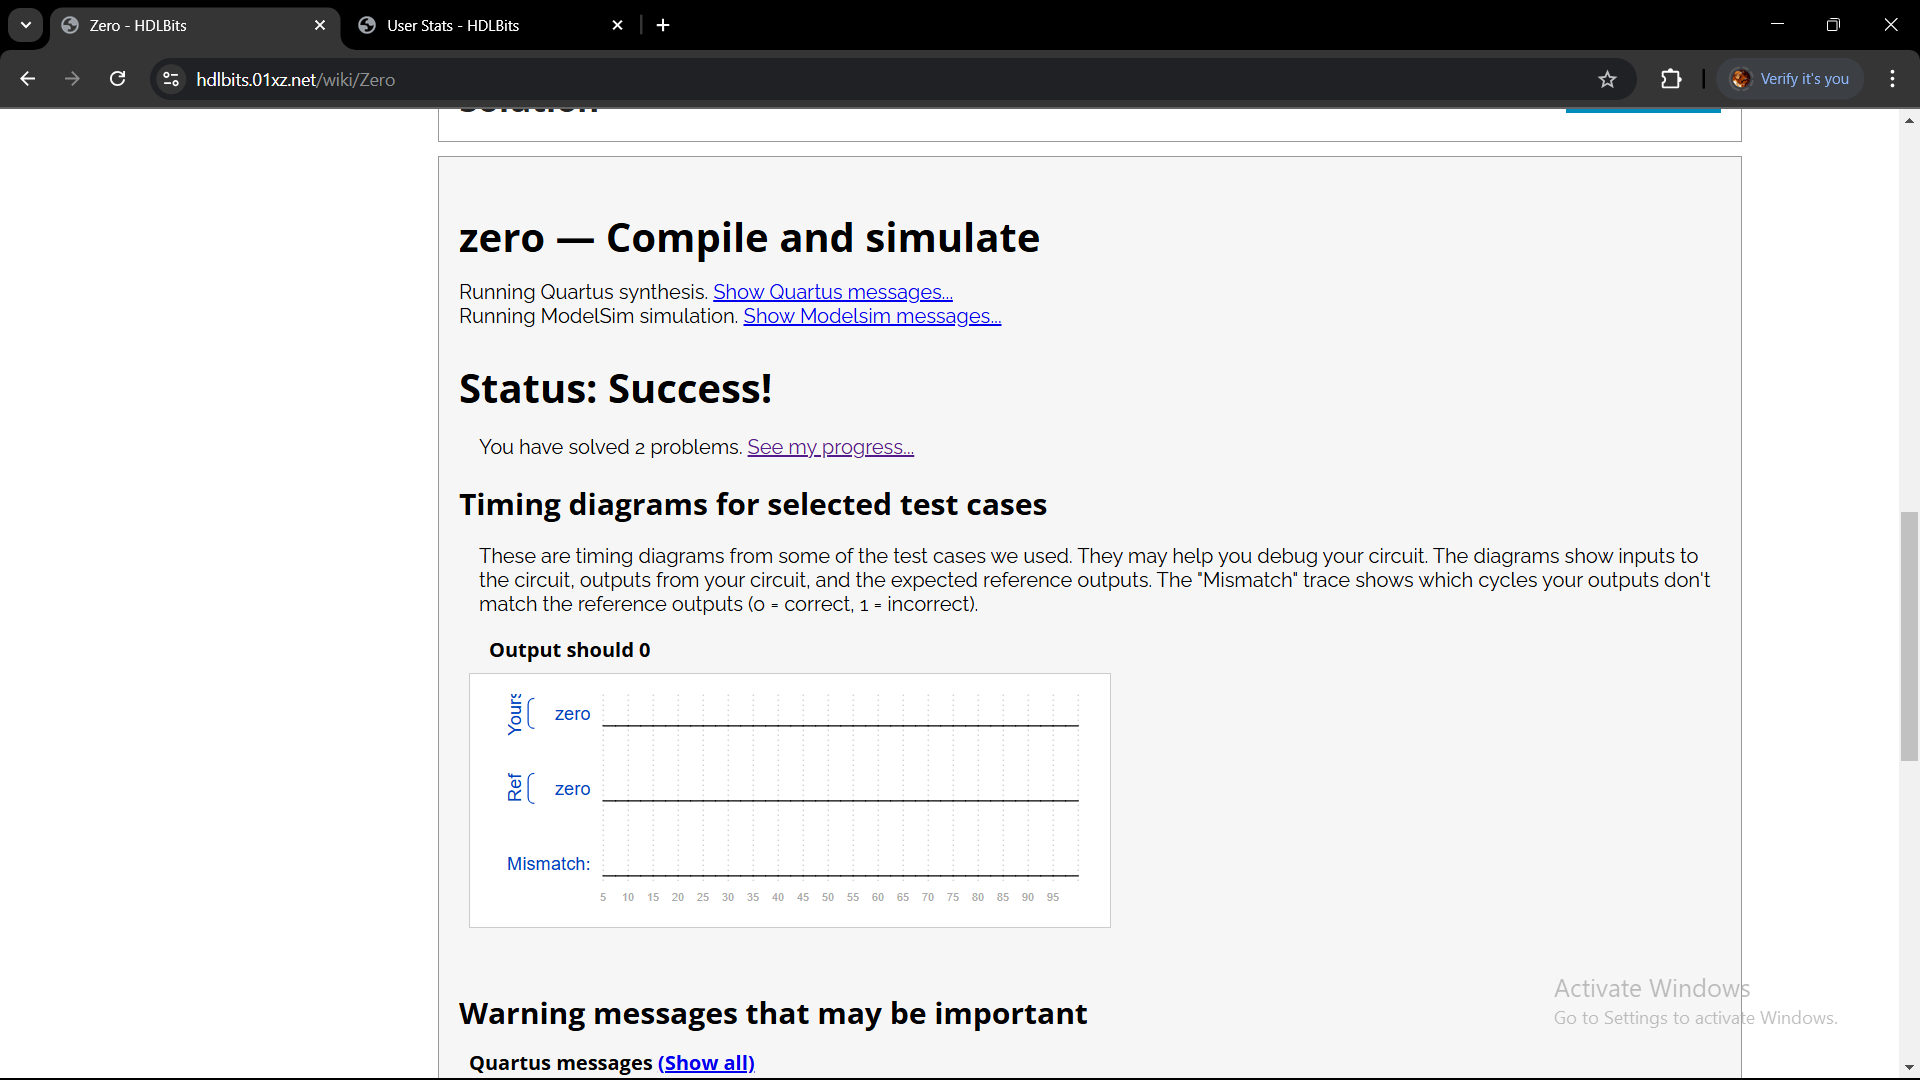 Zero - HDLBits
User Stats - HDLBits
hdlbits.01xz.net/wiki/Zero
Verify it's you
Solution
zero — Compile and simulate
Running Quartus synthesis. Show Quartus messages...
Running ModelSim simulation. Show Modelsim messages...
Status: Success!
You have solved 2 problems. See my progress...
Timing diagrams for selected test cases
These are timing diagrams from some of the test cases we used. They may help you debug your circuit. The diagrams show inputs to
the circuit, outputs from your circuit, and the expected reference outputs. The "Mismatch" trace shows which cycles your outputs don't
match the reference outputs (0 = correct, 1 = incorrect).
Output should 0
Yours zero
Ref zero
Mismatch:
5 10 15 20 25 30 35 40 45 50 55 60 65 70 75 80 85 90 95
Activate Windows
Go to Settings to activate Windows.
Warning messages that may be important
Quartus messages (Show all)